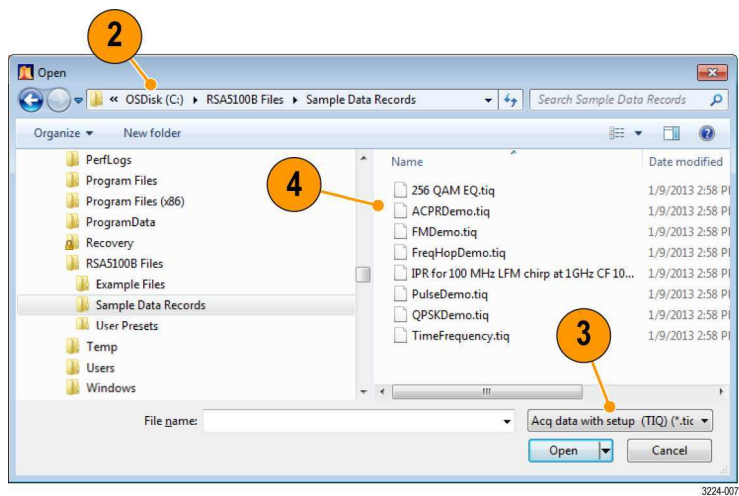 2
Open
« OSDisk (C:) RSA5100B Files Sample Data Records
Search Sample Data Records
Organize New folder
Name Date modified
PerfLogs
Program Files
Program Files (x86)
ProgramData
Recovery
RSA5100B Files
Example Files
Sample Data Records
User Presets
Temp
Users
Windows
4
256 QAM EQ.tiq 1/9/2013 2:58 P
ACPRDemo.tiq 1/9/2013 2:58 P
FMDemo.tiq 1/9/2013 2:58 P
FreqHopDemo.tiq 1/9/2013 2:58 P
IPR for 100 MHz LFM chirp at 1GHz CF 10... 1/9/2013 2:58 P
PulseDemo.tiq 1/9/2013 2:58 P
QPSKDemo.tiq 1/9/2013 2:58 P
TimeFrequency.tiq 1/9/2013 2:58 P
3
File name: Acq data with setup (TIQ) (*.tic
Open Cancel
3224-007